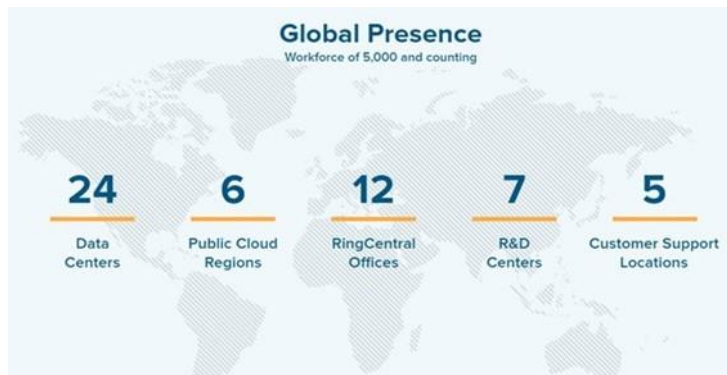 Global Presence
Workforce of 5,000 and counting
24
6
12
7
5
Data
Centers
Public Cloud
Regions
RingCentral
Offices
R&D
Centers
Customer Support
Locations